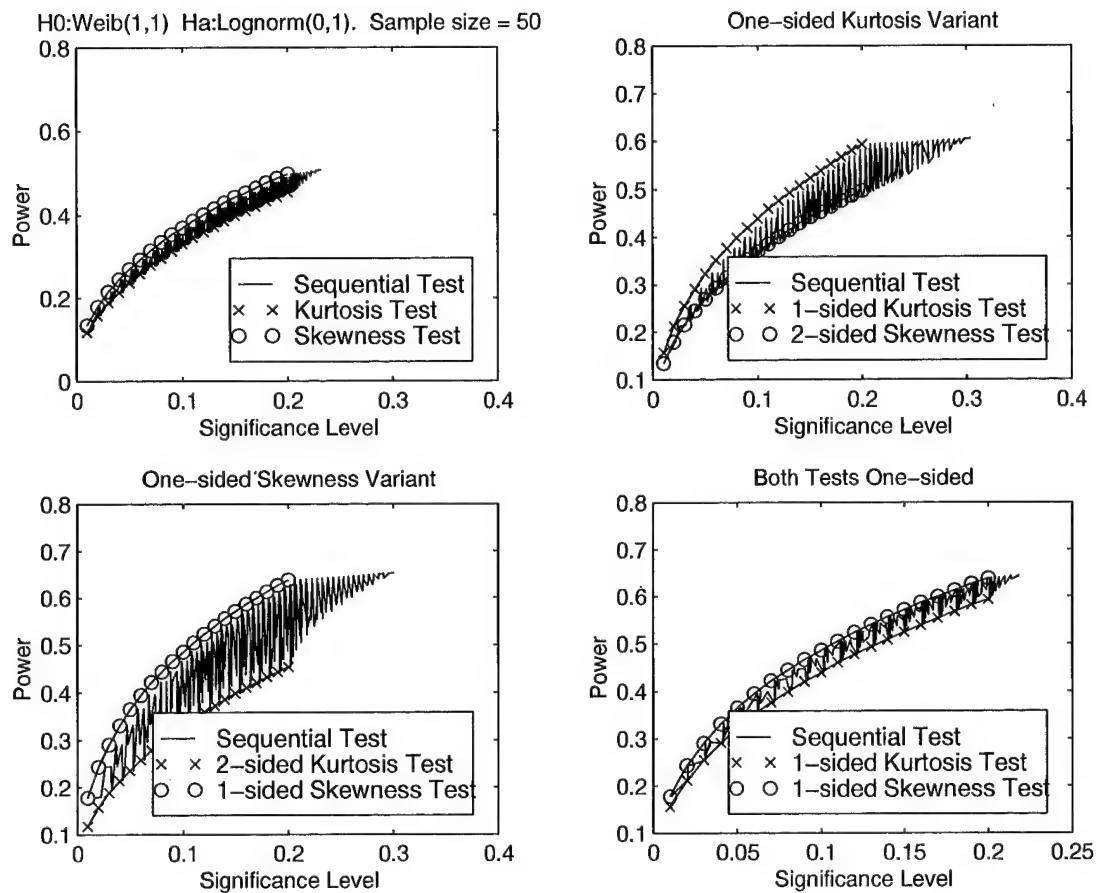 H0:Weib(1,1) Ha:Lognorm(0,1). Sample size = 50
0.8
0.6
0.4
0.2
0
Power
Sequential Test
Kurtosis Test
Skewness Test
0 0.1 0.2 0.3 0.4
Significance Level
One-sided Kurtosis Variant
0.8
0.7
0.6
0.5
0.4
0.3
0.2
0.1
Power
Sequential Test
1-sided Kurtosis Test
2-sided Skewness Test
0 0.1 0.2 0.3 0.4
Significance Level
One-sided Skewness Variant
0.8
0.7
0.6
0.5
0.4
0.3
0.2
0.1
Power
Sequential Test
2-sided Kurtosis Test
1-sided Skewness Test
0 0.1 0.2 0.3 0.4
Significance Level
Both Tests One-sided
0.8
0.7
0.6
0.5
0.4
0.3
0.2
0.1
Power
Sequential Test
1-sided Kurtosis Test
1-sided Skewness Test
0 0.05 0.1 0.15 0.2 0.25
Significance Level